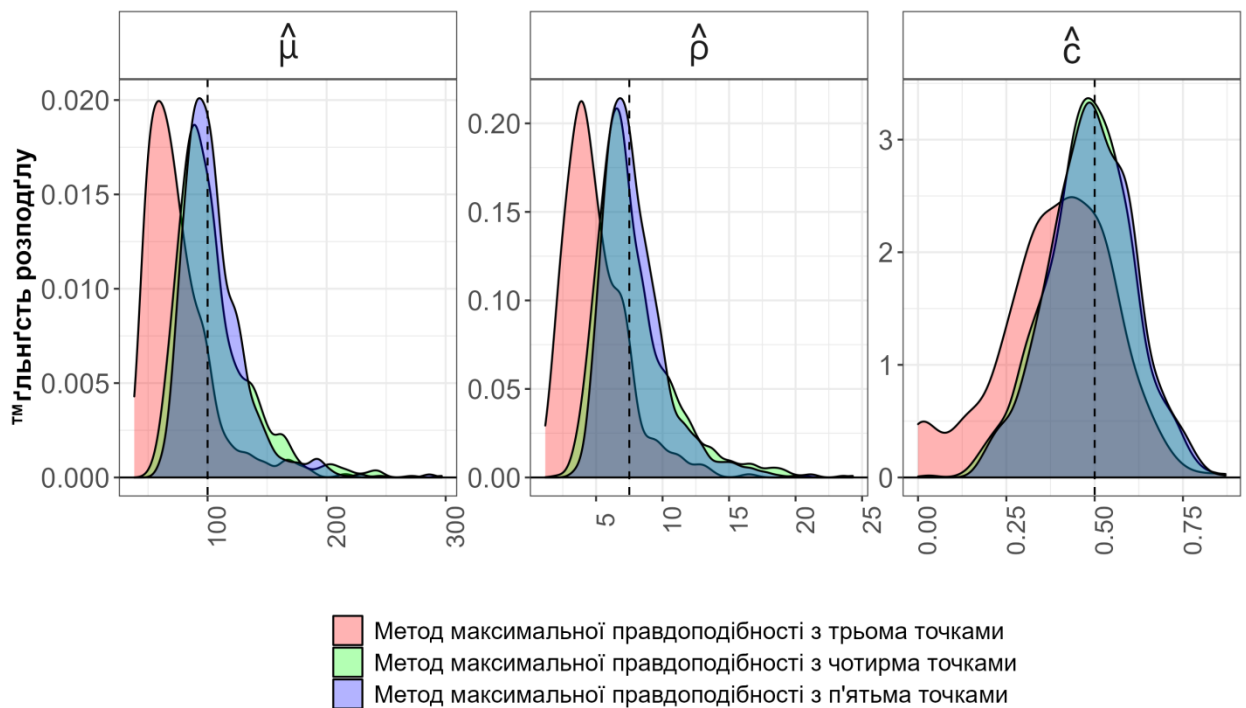 μ̂ ρ̂ ĉ
™ґльнґсть розподґлу
0.020
0.015
0.010
0.005
0.000
100 200 300
0.20
0.15
0.10
0.05
0.00
5 10 15 20 25
3
2
1
0
0.00 0.25 0.50 0.75
Метод максимальної правдоподібності з трьома точками
Метод максимальної правдоподібності з чотирма точками
Метод максимальної правдоподібності з п'ятьма точками